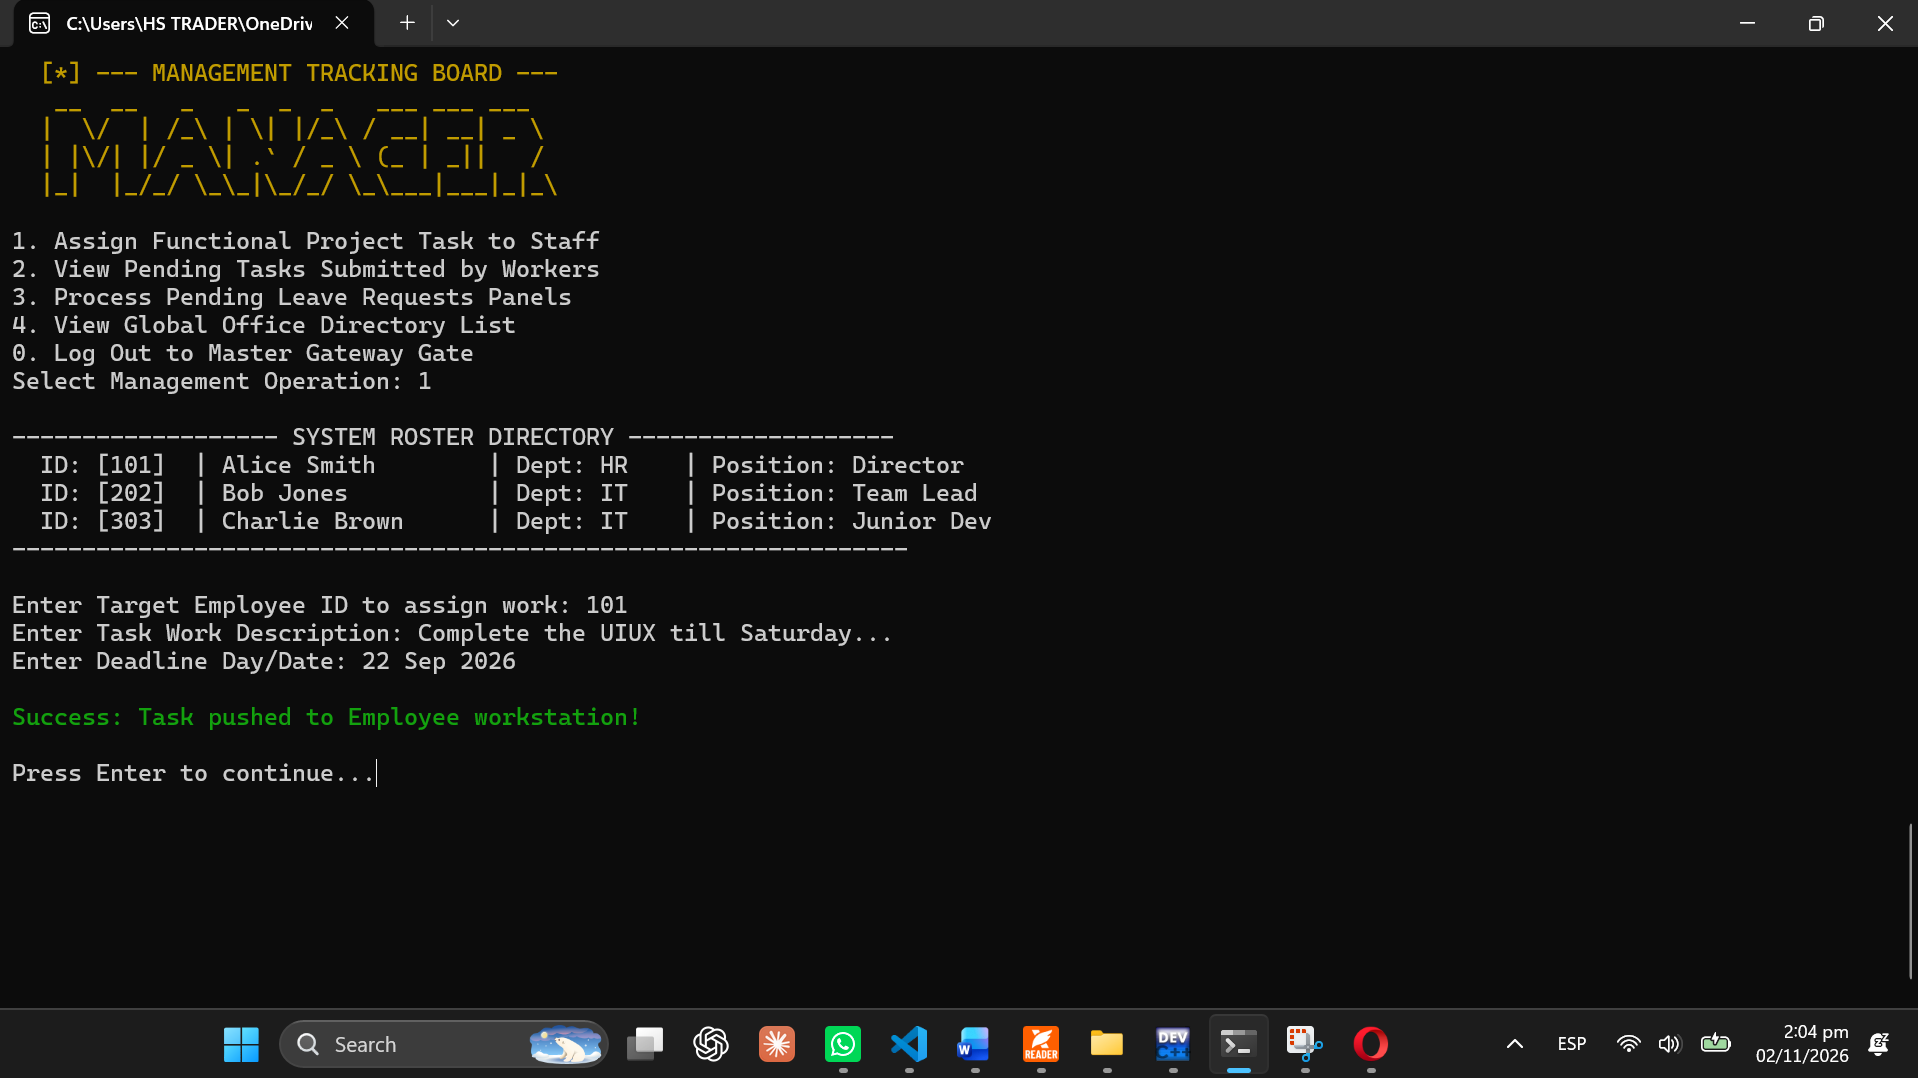 C:\Users\HS TRADER\OneDriv
[*] --- MANAGEMENT TRACKING BOARD ---
MANAGER
1. Assign Functional Project Task to Staff
2. View Pending Tasks Submitted by Workers
3. Process Pending Leave Requests Panels
4. View Global Office Directory List
0. Log Out to Master Gateway Gate
Select Management Operation: 1
------------------- SYSTEM ROSTER DIRECTORY -------------------
ID: [101] | Alice Smith | Dept: HR | Position: Director
ID: [202] | Bob Jones | Dept: IT | Position: Team Lead
ID: [303] | Charlie Brown | Dept: IT | Position: Junior Dev
----------------------------------------------------------------
Enter Target Employee ID to assign work: 101
Enter Task Work Description: Complete the UIUX till Saturday...
Enter Deadline Day/Date: 22 Sep 2026
Success: Task pushed to Employee workstation!
Press Enter to continue...
Search
W
READER
DEV C++
ESP
2:04 pm
02/11/2026